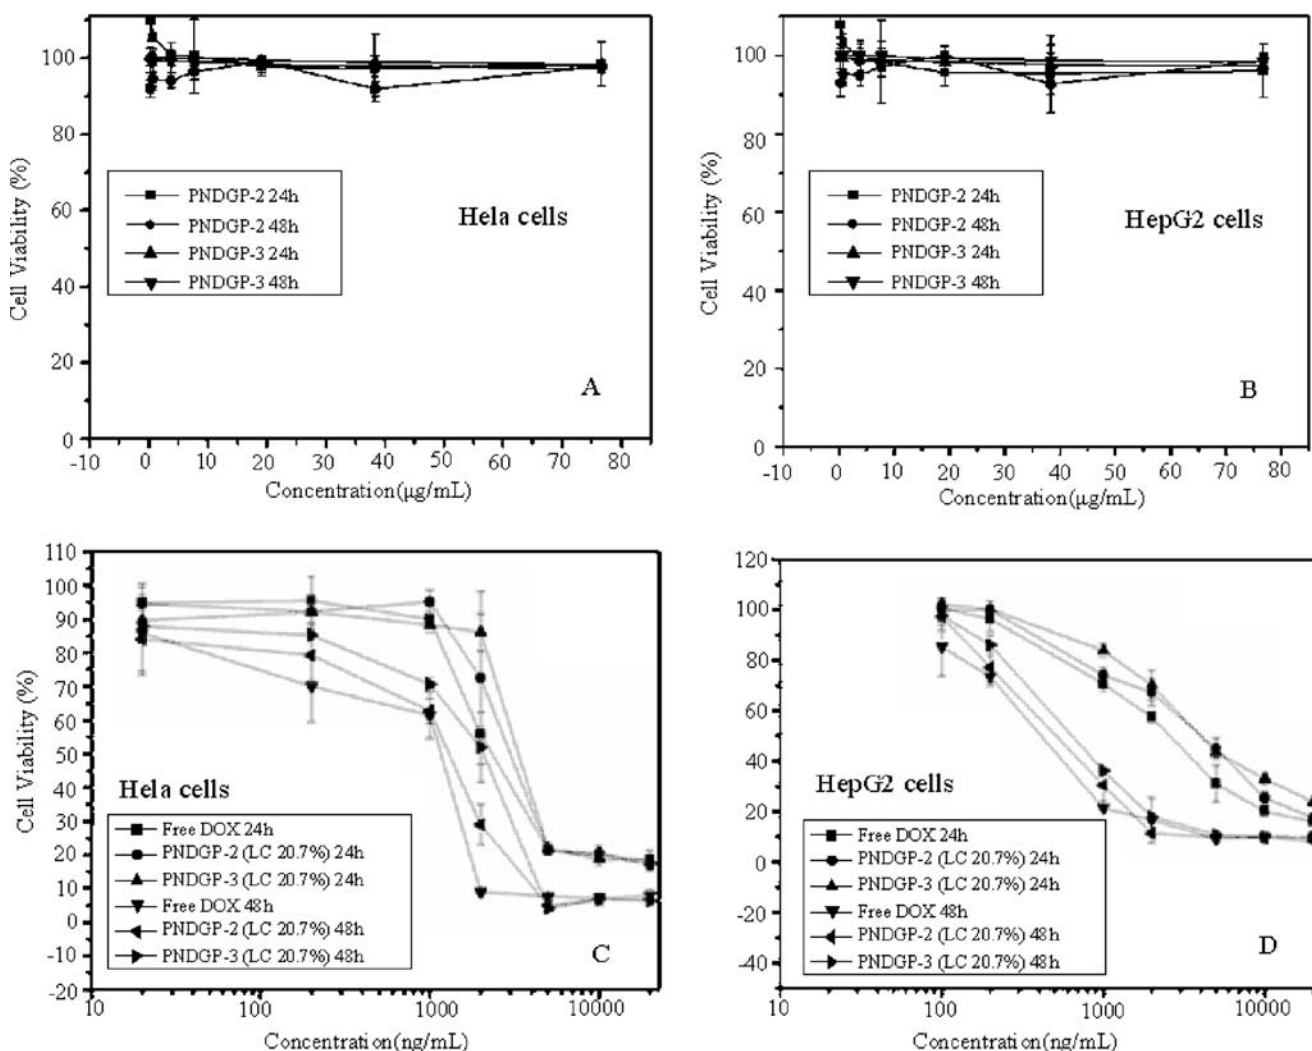 100
80
60
40
20
0
Cell Viability (%)
PNDGP-2 24h
PNDGP-2 48h
PNDGP-3 24h
PNDGP-3 48h
Hela cells
A
-10 0 10 20 30 40 50 60 70 80
Concentration(µg/mL)
100
80
60
40
20
0
Cell Viability (%)
PNDGP-2 24h
PNDGP-2 48h
PNDGP-3 24h
PNDGP-3 48h
HepG2 cells
B
-10 0 10 20 30 40 50 60 70 80
Concentration(µg/mL)
110
100
90
80
70
60
50
40
30
20
10
0
-10
-20
Cell Viability (%)
Hela cells
Free DOX 24h
PNDGP-2 (LC 20.7%) 24h
PNDGP-3 (LC 20.7%) 24h
Free DOX 48h
PNDGP-2 (LC 20.7%) 48h
PNDGP-3 (LC 20.7%) 48h
C
10 100 1000 10000
Concentration(ng/mL)
120
100
80
60
40
20
0
-20
-40
Cell Viability (%)
HepG2 cells
Free DOX 24h
PNDGP-2 (LC 20.7%) 24h
PNDGP-3 (LC 20.7%) 24h
Free DOX 48h
PNDGP-2 (LC 20.7%) 48h
PNDGP-3 (LC 20.7%) 48h
D
10 100 1000 10000
Concentration(ng/mL)